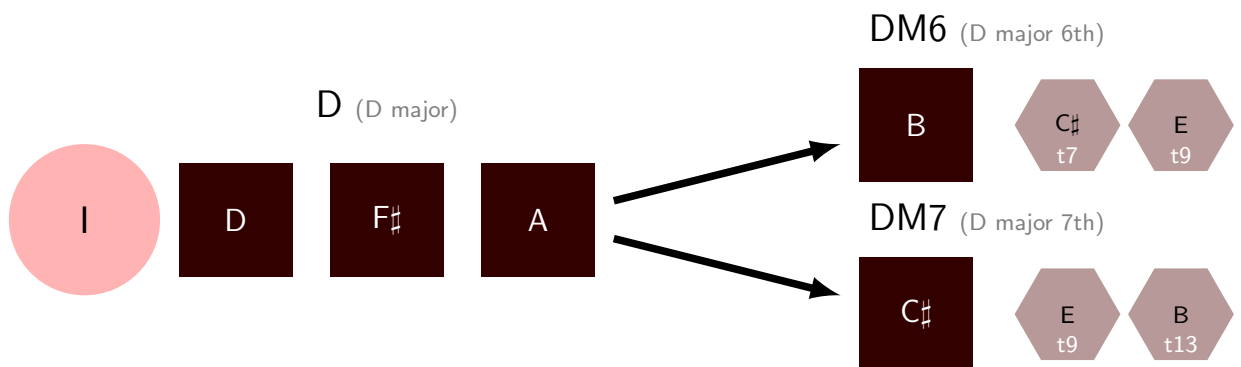 I
D (D major)
D
F♯
A
DM6 (D major 6th)
B
C♯
t7
E
t9
DM7 (D major 7th)
C♯
E
t9
B
t13